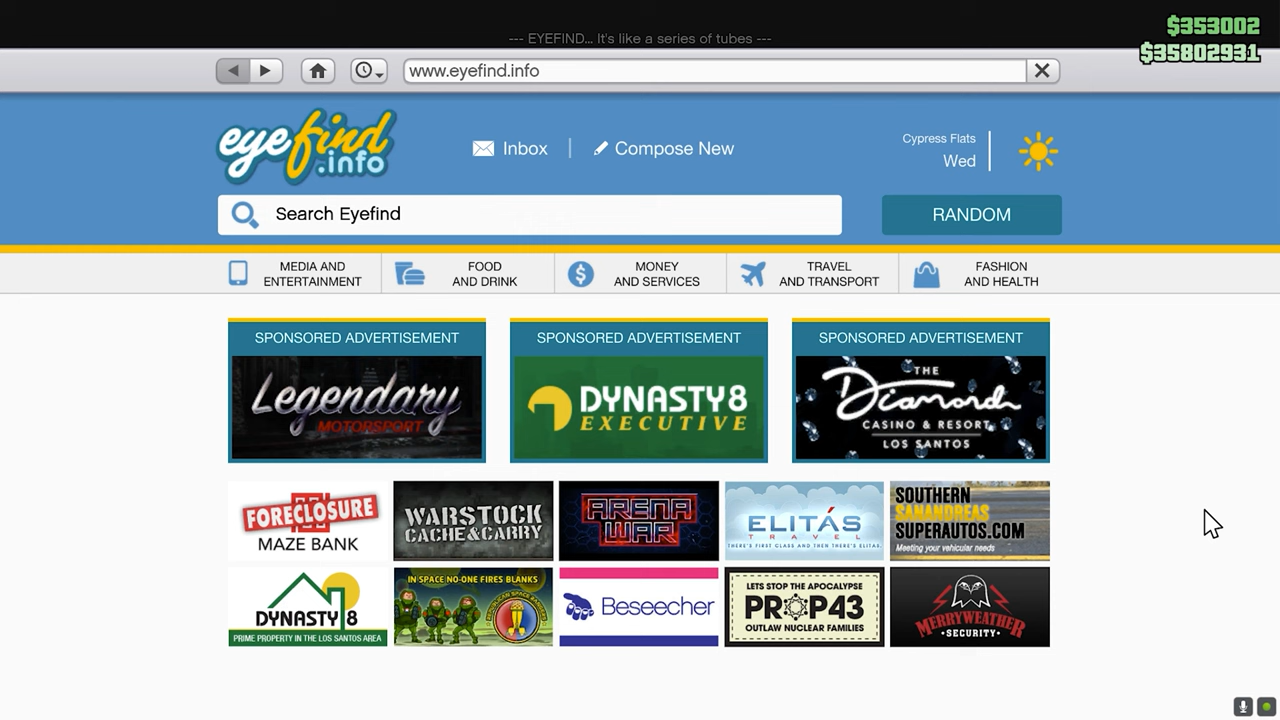 $353002
--- EYEFIND... It's like a series of tubes ---
$35802931
www.eyefind.info
eyefind
.info
Inbox
Compose New
Cypress Flats
Wed
Search Eyefind
RANDOM
MEDIA AND
ENTERTAINMENT
FOOD
AND DRINK
MONEY
AND SERVICES
TRAVEL
AND TRANSPORT
FASHION
AND HEALTH
SPONSORED ADVERTISEMENT
Legendary
MOTORSPORT
SPONSORED ADVERTISEMENT
DYNASTY8
EXECUTIVE
SPONSORED ADVERTISEMENT
THE
Diamond
CASINO & RESORT
LOS SANTOS
FORECLOSURE
MAZE BANK
WARSTOCK
CACHE&CARRY
ARENA
WAR
ELITÁS
TRAVEL
THERE'S FIRST CLASS AND THEN THERE'S ELITAS.
SOUTHERN
SAN ANDREAS
SUPERAUTOS.COM
Meeting your vehicular needs
DYNASTY 8
PRIME PROPERTY IN THE LOS SANTOS AREA
IN SPACE NO-ONE FIRES BLANKS
Beseecher
LETS STOP THE APOCALYPSE
PROP43
OUTLAW NUCLEAR FAMILIES
MERRYWEATHER
SECURITY